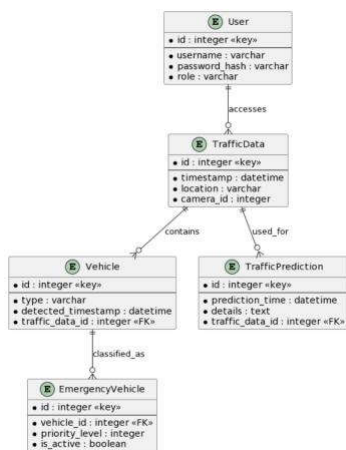 E User
id : integer «key»
username : varchar
password_hash : varchar
role : varchar
accesses
E TrafficData
id : integer «key»
timestamp : datetime
location : varchar
camera_id : integer
contains
used_for
E Vehicle
id : integer «key»
type : varchar
detected_timestamp : datetime
traffic_data_id : integer «FK»
E TrafficPrediction
id : integer «key»
prediction_time : datetime
details : text
traffic_data_id : integer «FK»
classified_as
E EmergencyVehicle
id : integer «key»
vehicle_id : integer «FK»
priority_level : integer
is_active : boolean